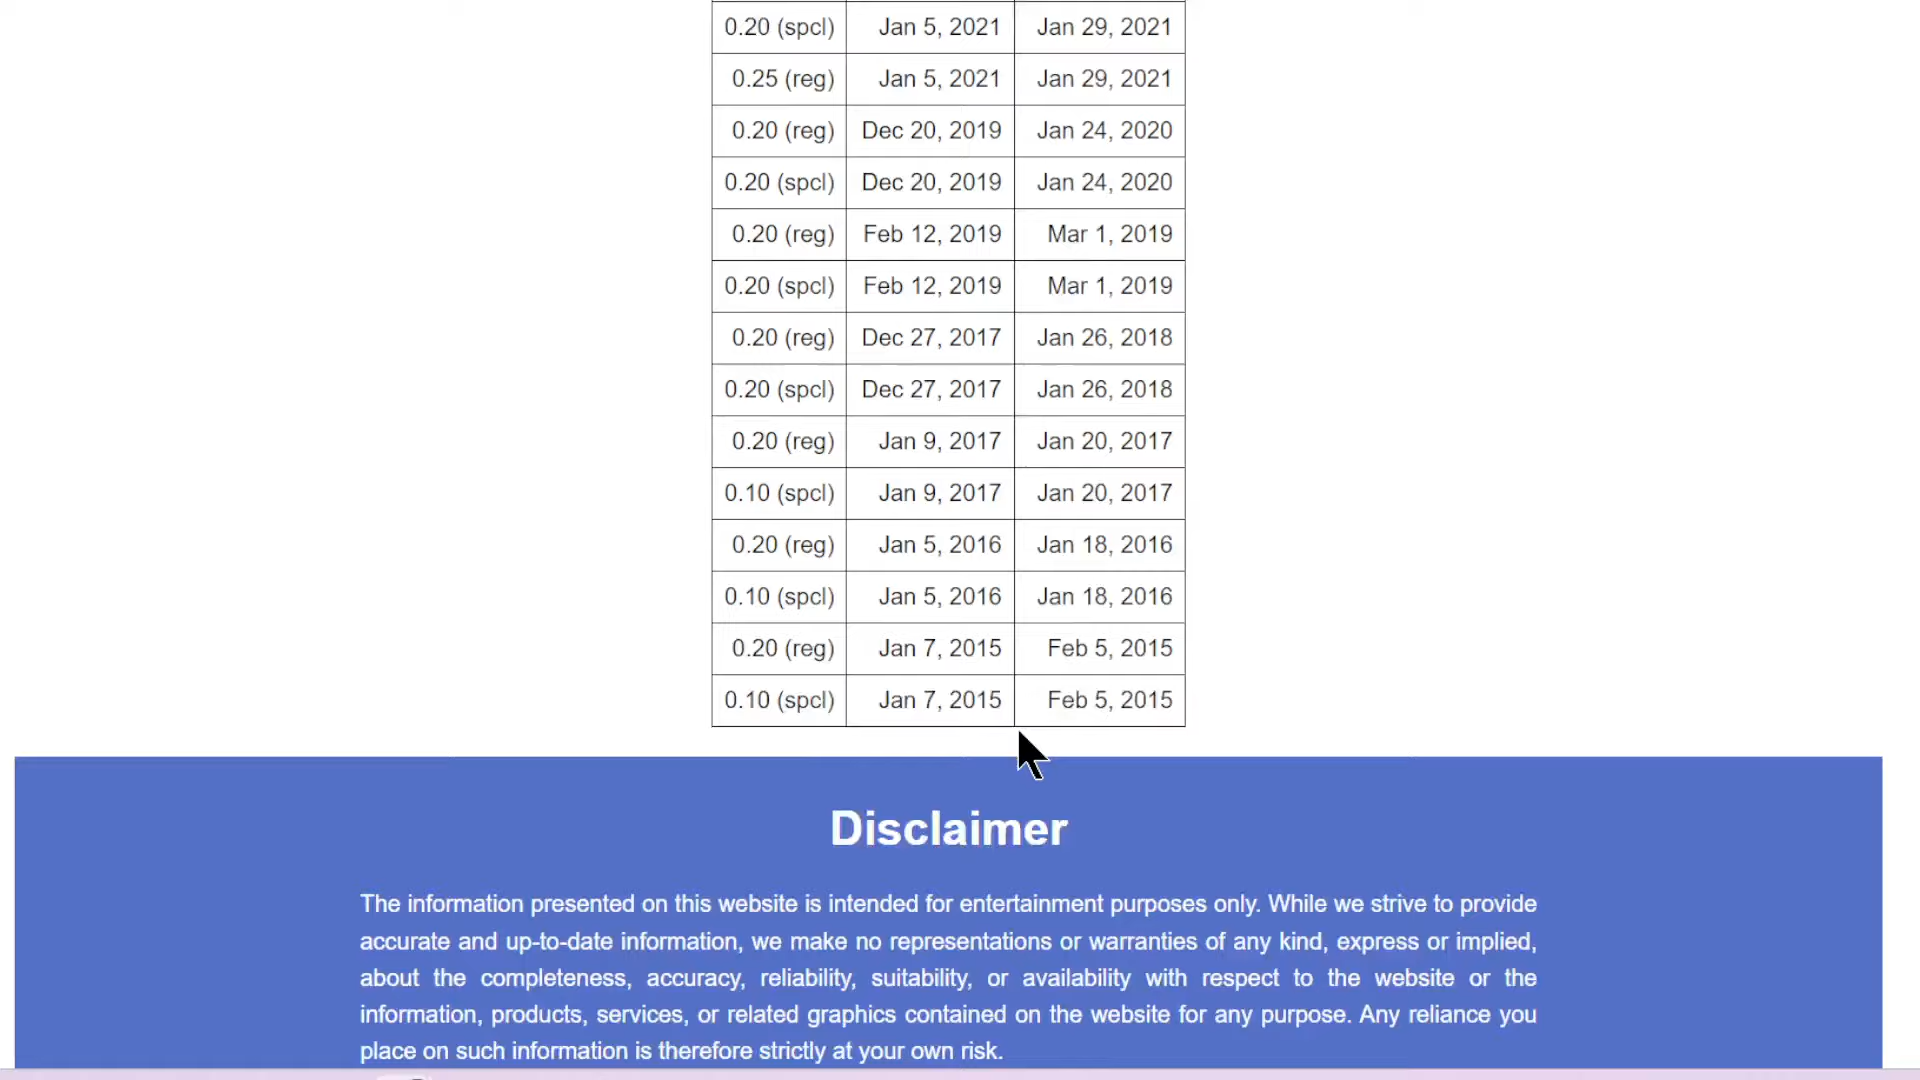 0.20 (spcl) Jan 5, 2021 Jan 29, 2021
0.25 (reg) Jan 5, 2021 Jan 29, 2021
0.20 (reg) Dec 20, 2019 Jan 24, 2020
0.20 (spcl) Dec 20, 2019 Jan 24, 2020
0.20 (reg) Feb 12, 2019 Mar 1, 2019
0.20 (spcl) Feb 12, 2019 Mar 1, 2019
0.20 (reg) Dec 27, 2017 Jan 26, 2018
0.20 (spcl) Dec 27, 2017 Jan 26, 2018
0.20 (reg) Jan 9, 2017 Jan 20, 2017
0.10 (spcl) Jan 9, 2017 Jan 20, 2017
0.20 (reg) Jan 5, 2016 Jan 18, 2016
0.10 (spcl) Jan 5, 2016 Jan 18, 2016
0.20 (reg) Jan 7, 2015 Feb 5, 2015
0.10 (spcl) Jan 7, 2015 Feb 5, 2015
Disclaimer
The information presented on this website is intended for entertainment purposes only. While we strive to provide
accurate and up-to-date information, we make no representations or warranties of any kind, express or implied,
about the completeness, accuracy, reliability, suitability, or availability with respect to the website or the
information, products, services, or related graphics contained on the website for any purpose. Any reliance you
place on such information is therefore strictly at your own risk.